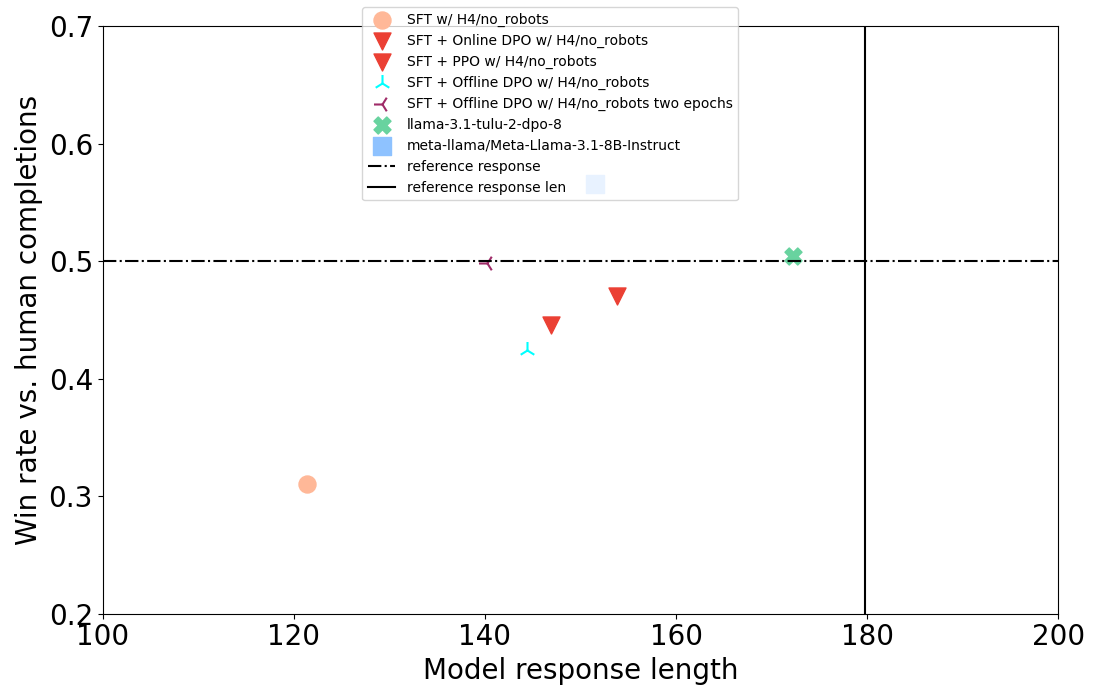 SFT w/ H4/no_robots
SFT + Online DPO w/ H4/no_robots
SFT + PPO w/ H4/no_robots
SFT + Offline DPO w/ H4/no_robots
SFT + Offline DPO w/ H4/no_robots two epochs
llama-3.1-tulu-2-dpo-8
meta-llama/Meta-Llama-3.1-8B-Instruct
reference response
reference response len
Win rate vs. human completions
0.7
0.6
0.5
0.4
0.3
0.2
100 120 140 160 180 200
Model response length